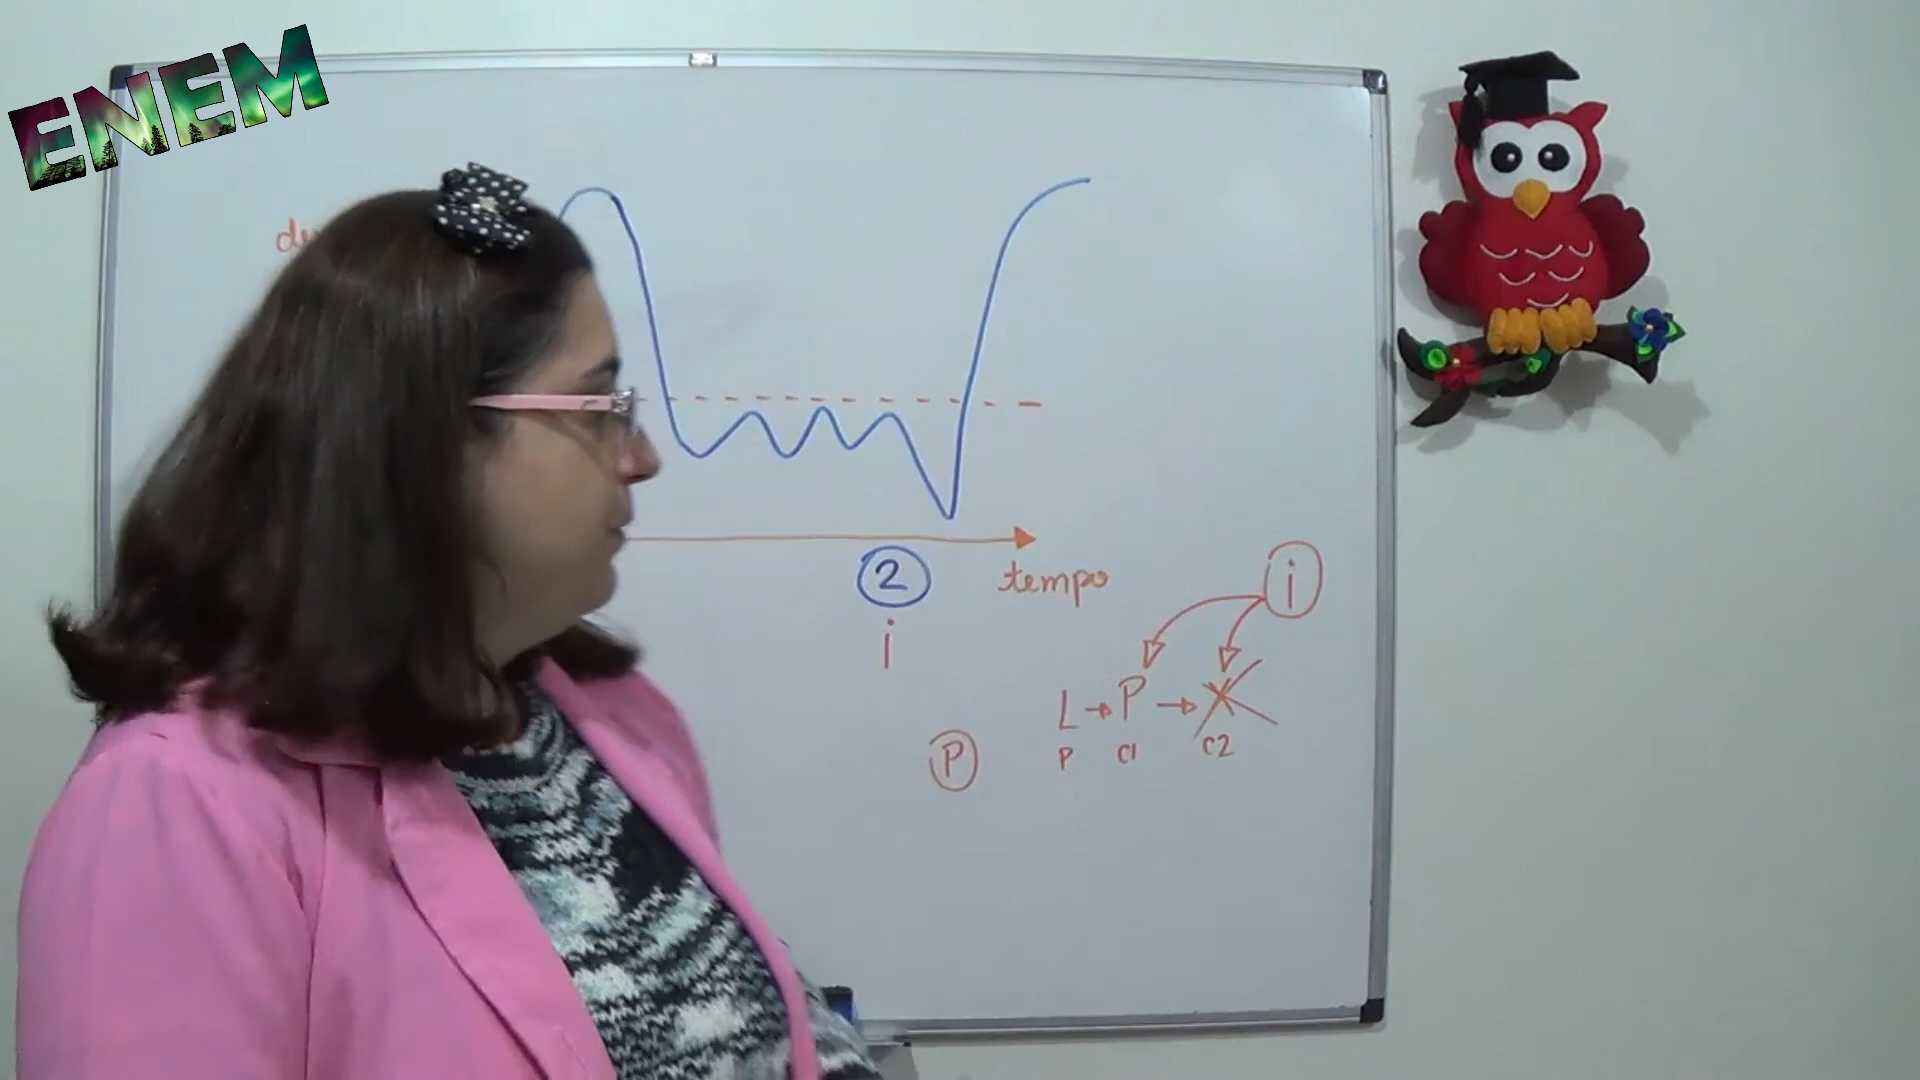 ENEM
2
tempo
i
i
L → P → X
P
P C1 C2